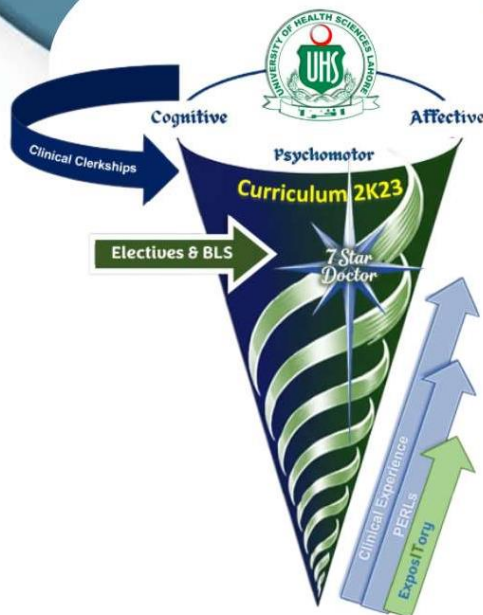 UNIVERSITY OF HEALTH SCIENCES LAHORE
UHS
Cognitive
Affective
Psychomotor
Clinical Clerkships
Curriculum 2K23
Electives & BLS
7 Star
Doctor
Clinical Experience
PERLs
ExposITory